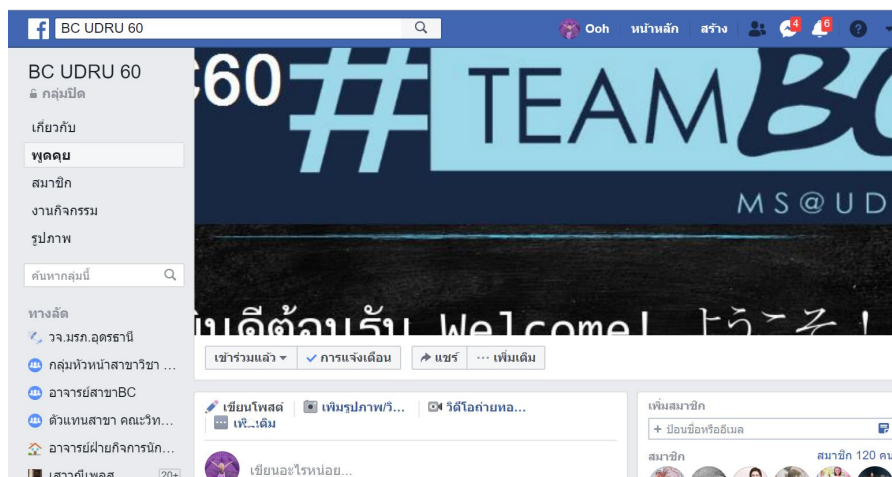 BC UDRU 60
Ooh
หน้าหลัก
สร้าง
4
6
BC UDRU 60
กลุ่มปิด
เกี่ยวกับ
พูดคุย
สมาชิก
งานกิจกรรม
รูปภาพ
ค้นหากลุ่มนี้
ทางลัด
วจ.มรภ.อุดรธานี
กลุ่มหัวหน้าสาขาวิชา ...
อาจารย์สาขาBC
ตัวแทนสาขา คณะวิท...
อาจารย์ฝ่ายกิจการนัก...
20+
60 # TEAM BC
MS@UD
ต้อนรับ Welcome! ようこそ!
เข้าร่วมแล้ว
การแจ้งเตือน
แชร์
··· เพิ่มเติม
เขียนโพสต์
เพิ่มรูปภาพ/วิ...
วิดีโอถ่ายทอ...
เขียนอะไรหน่อย...
เพิ่มสมาชิก
+ ป้อนชื่อหรืออีเมล
สมาชิก
สมาชิก 120 คน